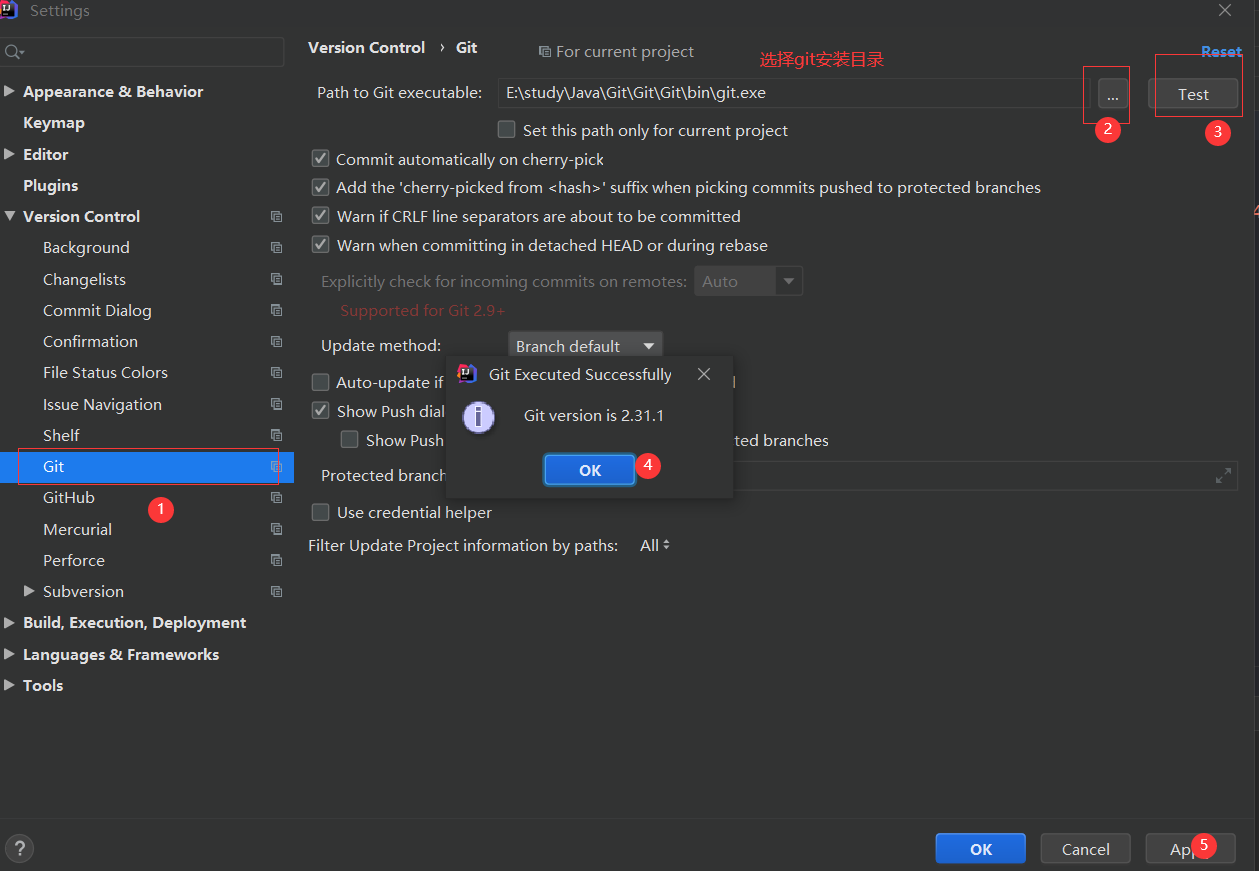 Settings
Version Control › Git
For current project
选择git安装目录
Reset
Appearance & Behavior
Keymap
Editor
Plugins
Version Control
Background
Changelists
Commit Dialog
Confirmation
File Status Colors
Issue Navigation
Shelf
Git
GitHub
1
Mercurial
Perforce
Subversion
Build, Execution, Deployment
Languages & Frameworks
Tools
Path to Git executable: E:\study\Java\Git\Git\Git\bin\git.exe ... Test
2
3
Set this path only for current project
Commit automatically on cherry-pick
Add the 'cherry-picked from <hash>' suffix when picking commits pushed to protected branches
Warn if CRLF line separators are about to be committed
Warn when committing in detached HEAD or during rebase
Explicitly check for incoming commits on remotes: Auto
Supported for Git 2.9+
Update method: Branch default
Auto-update if
Show Push dial
Show Push
ted branches
Protected branch
Git Executed Successfully
Git version is 2.31.1
OK
4
Use credential helper
Filter Update Project information by paths: All
?
OK
Cancel
App
5